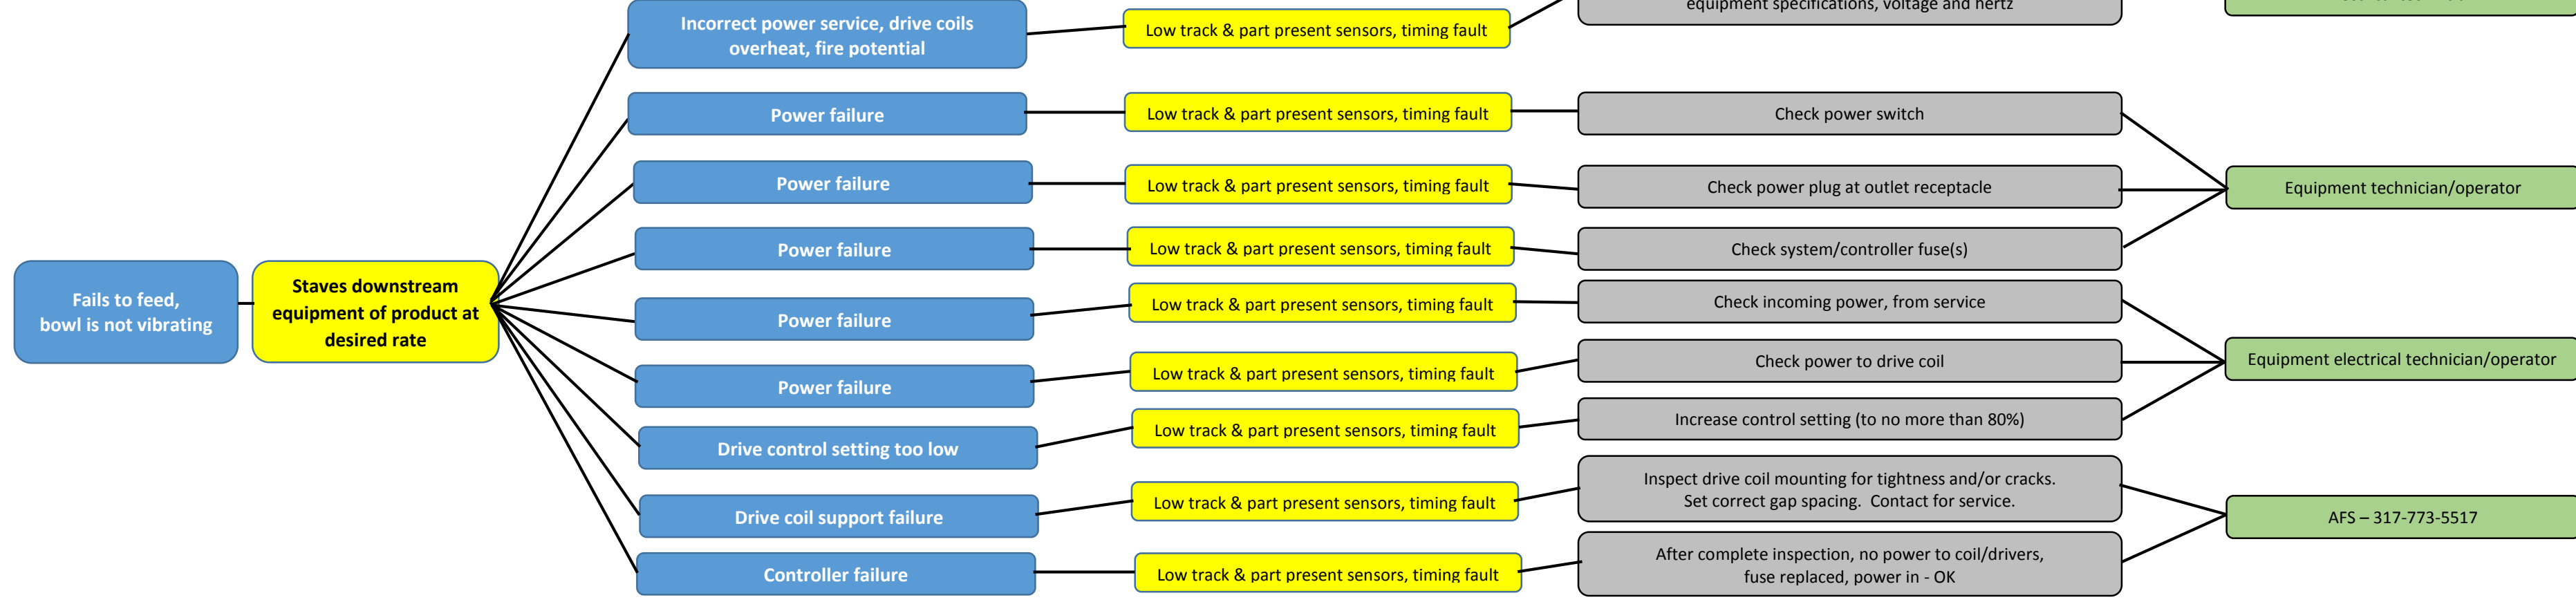 equipment specifications, voltage and hertz
Incorrect power service, drive coils
overheat, fire potential
Low track & part present sensors, timing fault
Power failure
Low track & part present sensors, timing fault
Check power switch
Power failure
Low track & part present sensors, timing fault
Check power plug at outlet receptacle
Equipment technician/operator
Power failure
Low track & part present sensors, timing fault
Check system/controller fuse(s)
Fails to feed,
bowl is not vibrating
Staves downstream
equipment of product at
desired rate
Power failure
Low track & part present sensors, timing fault
Check incoming power, from service
Power failure
Low track & part present sensors, timing fault
Check power to drive coil
Equipment electrical technician/operator
Drive control setting too low
Low track & part present sensors, timing fault
Increase control setting (to no more than 80%)
Drive coil support failure
Low track & part present sensors, timing fault
Inspect drive coil mounting for tightness and/or cracks.
Set correct gap spacing.  Contact for service.
AFS – 317-773-5517
Controller failure
Low track & part present sensors, timing fault
After complete inspection, no power to coil/drivers,
fuse replaced, power in - OK